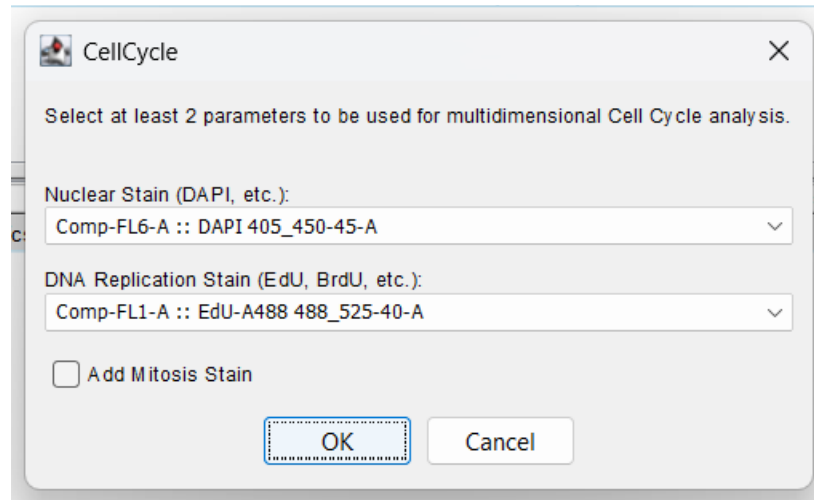 CellCycle
Select at least 2 parameters to be used for multidimensional Cell Cycle analysis.
Nuclear Stain (DAPI, etc.):
Comp-FL6-A :: DAPI 405_450-45-A
DNA Replication Stain (EdU, BrdU, etc.):
Comp-FL1-A :: EdU-A488 488_525-40-A
Add Mitosis Stain
OK Cancel